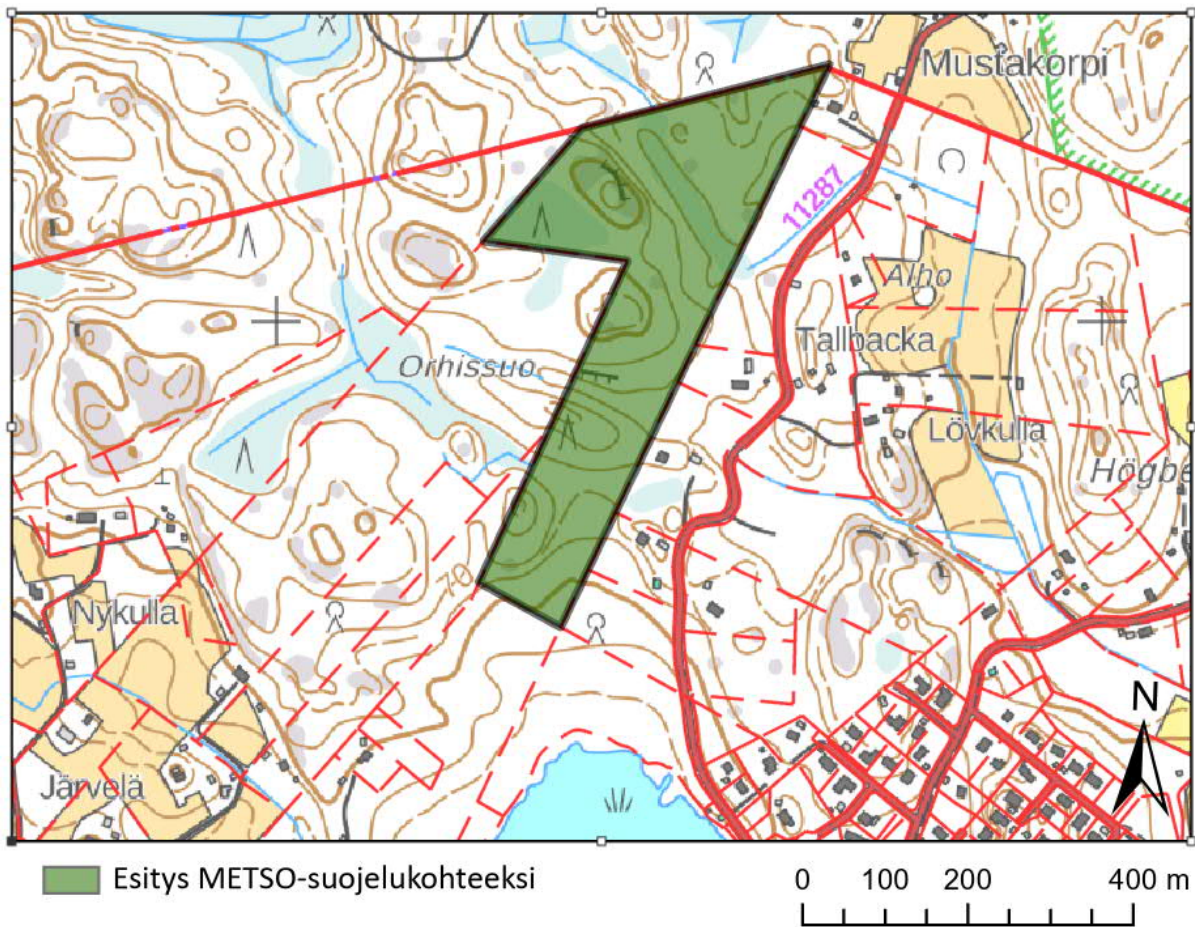 Mustakorpi
11287
Alho
Tallbacka
Orhissuo
Lövkulla
Högbe
70
Nykulla
Järvelä
N
Esitys METSO-suojelukohteeksi
0 100 200 400 m